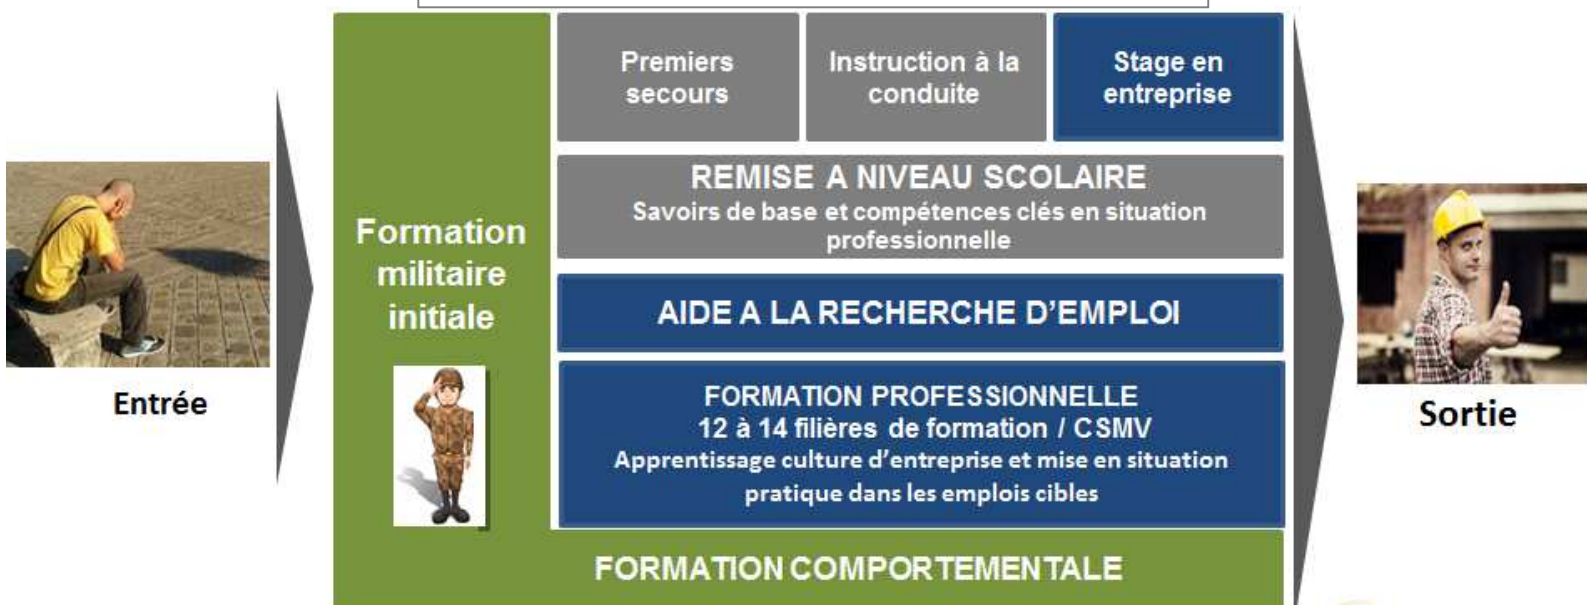 Premiers
secours
Instruction à la
conduite
Stage en
entreprise
REMISE A NIVEAU SCOLAIRE
Savoirs de base et compétences clés en situation
professionnelle
Formation
militaire
initiale
AIDE A LA RECHERCHE D’EMPLOI
FORMATION PROFESSIONNELLE
12 à 14 filières de formation / CSMV
Apprentissage culture d’entreprise et mise en situation
pratique dans les emplois cibles
FORMATION COMPORTEMENTALE
Entrée
Sortie